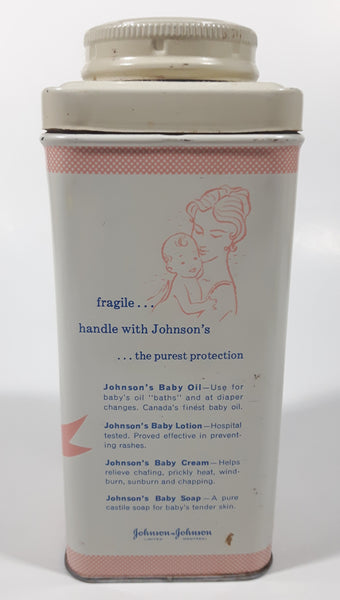 fragile...
handle with Johnson's
...the purest protection
Johnson's Baby Oil—Use for
baby's oil "baths" and at diaper
changes. Canada's finest baby oil.
Johnson's Baby Lotion—Hospital
tested. Proved effective in prevent-
ing rashes.
Johnson's Baby Cream—Helps
relieve chafing, prickly heat, wind-
burn, sunburn and chapping.
Johnson's Baby Soap—A pure
castile soap for baby's tender skin.
Johnson & Johnson
LIMITED MONTREAL